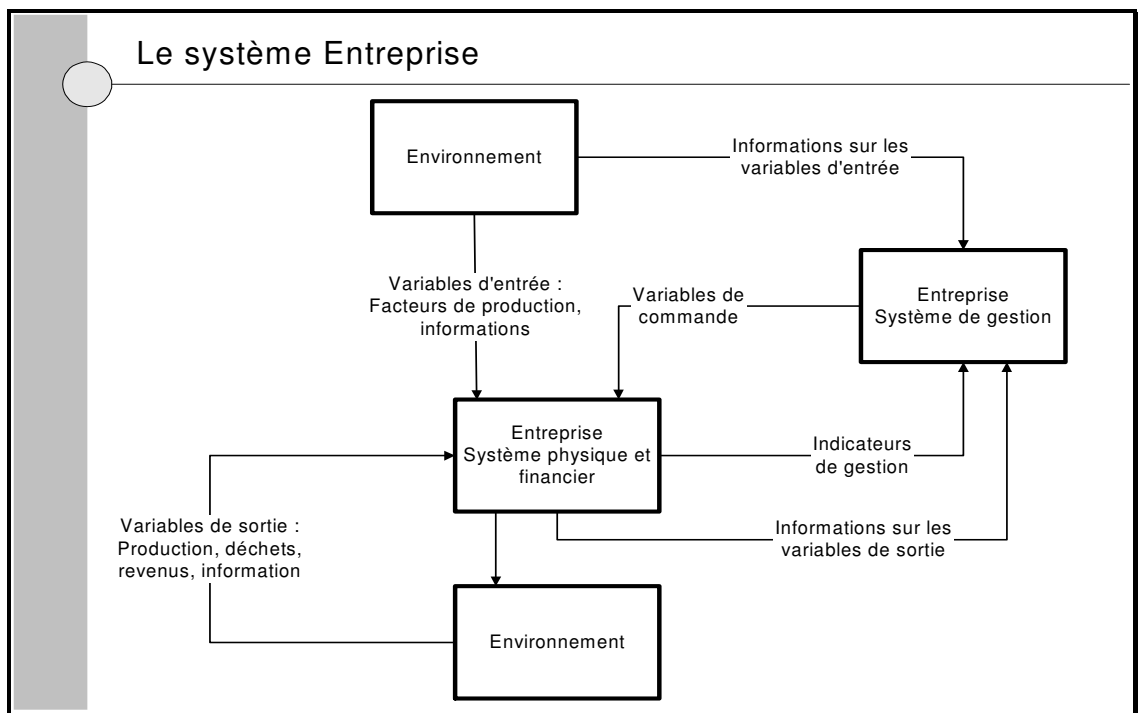 Le système Entreprise
Environnement
Informations sur les
variables d'entrée
Variables d'entrée :
Facteurs de production,
informations
Variables de
commande
Entreprise
Système de gestion
Entreprise
Système physique et
financier
Indicateurs
de gestion
Variables de sortie :
Production, déchets,
revenus, information
Informations sur les
variables de sortie
Environnement